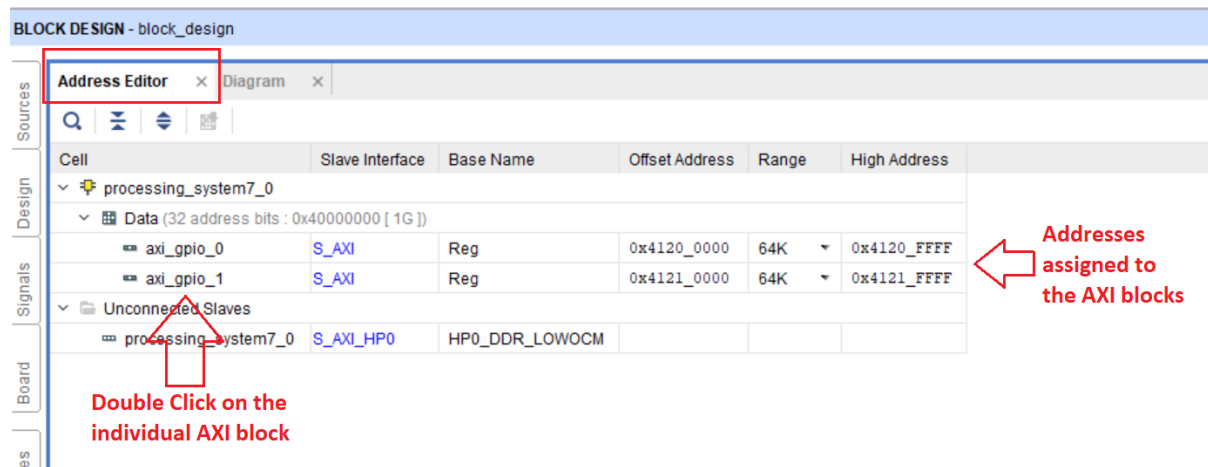 BLOCK DESIGN - block_design
Address Editor × Diagram ×
Cell Slave Interface Base Name Offset Address Range High Address
processing_system7_0
Data (32 address bits : 0x40000000 [ 1G ])
axi_gpio_0 S_AXI Reg 0x4120_0000 64K 0x4120_FFFF
axi_gpio_1 S_AXI Reg 0x4121_0000 64K 0x4121_FFFF
Unconnected Slaves
processing_system7_0 S_AXI_HP0 HP0_DDR_LOWOCM
Addresses
assigned to
the AXI blocks
Double Click on the
individual AXI block
Sources
Design
Signals
Board